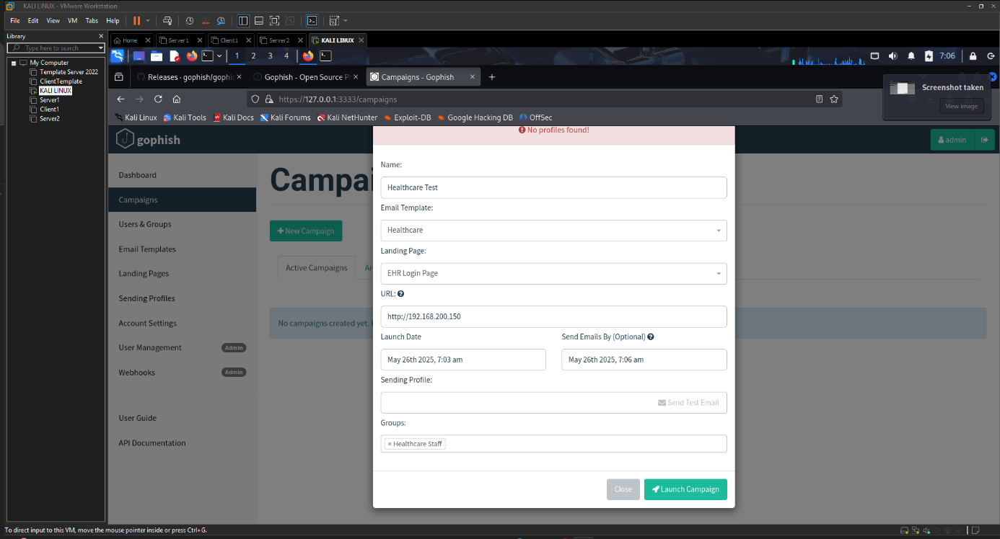 KALI LINUX - VMware Workstation
File Edit View VM Tabs Help
Library
Type here to search
My Computer
Template Server 2022
ClientTemplate
KALI LINUX
Server1
Client1
Server2
Home Server1 Client1 Server2 KALI LINUX
1 2 3 4 7:06
Releases · gophish/gophis Gophish - Open Source P Campaigns - Gophish
Screenshot taken
View image
https://127.0.0.1:3333/campaigns
Kali Linux Kali Tools Kali Docs Kali Forums Kali NetHunter Exploit-DB Google Hacking DB OffSec
gophish
admin
Dashboard
Campaigns
Users & Groups
Email Templates
Landing Pages
Sending Profiles
Account Settings
User Management Admin
Webhooks Admin
User Guide
API Documentation
Campai
New Campaign
Active Campaigns Ar
No campaigns created yet.
No profiles found!
Name:
Healthcare Test
Email Template:
Healthcare
Landing Page:
EHR Login Page
URL:
http://192.168.200.150
Launch Date Send Emails By (Optional)
May 26th 2025, 7:03 am May 26th 2025, 7:06 am
Sending Profile:
Send Test Email
Groups:
× Healthcare Staff
Close Launch Campaign
To direct input to this VM, move the mouse pointer inside or press Ctrl+G.